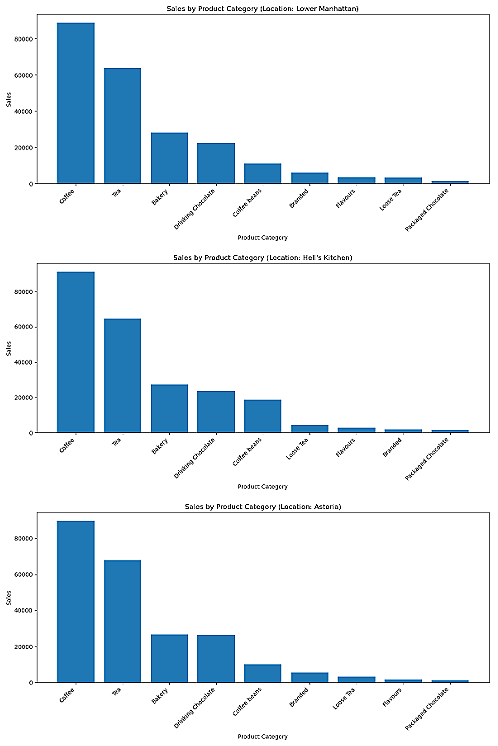 Sales by Product Category (Location: Lower Manhattan)
80000
60000
40000
20000
0
Sales
Coffee
Tea
Bakery
Drinking Chocolate
Coffee beans
Branded
Flavours
Loose Tea
Packaged Chocolate
Product Category
Sales by Product Category (Location: Hell's Kitchen)
80000
60000
40000
20000
0
Sales
Coffee
Tea
Bakery
Drinking Chocolate
Coffee beans
Loose Tea
Flavours
Branded
Packaged Chocolate
Product Category
Sales by Product Category (Location: Astoria)
80000
60000
40000
20000
0
Sales
Coffee
Tea
Bakery
Drinking Chocolate
Coffee beans
Branded
Loose Tea
Flavours
Packaged Chocolate
Product Category